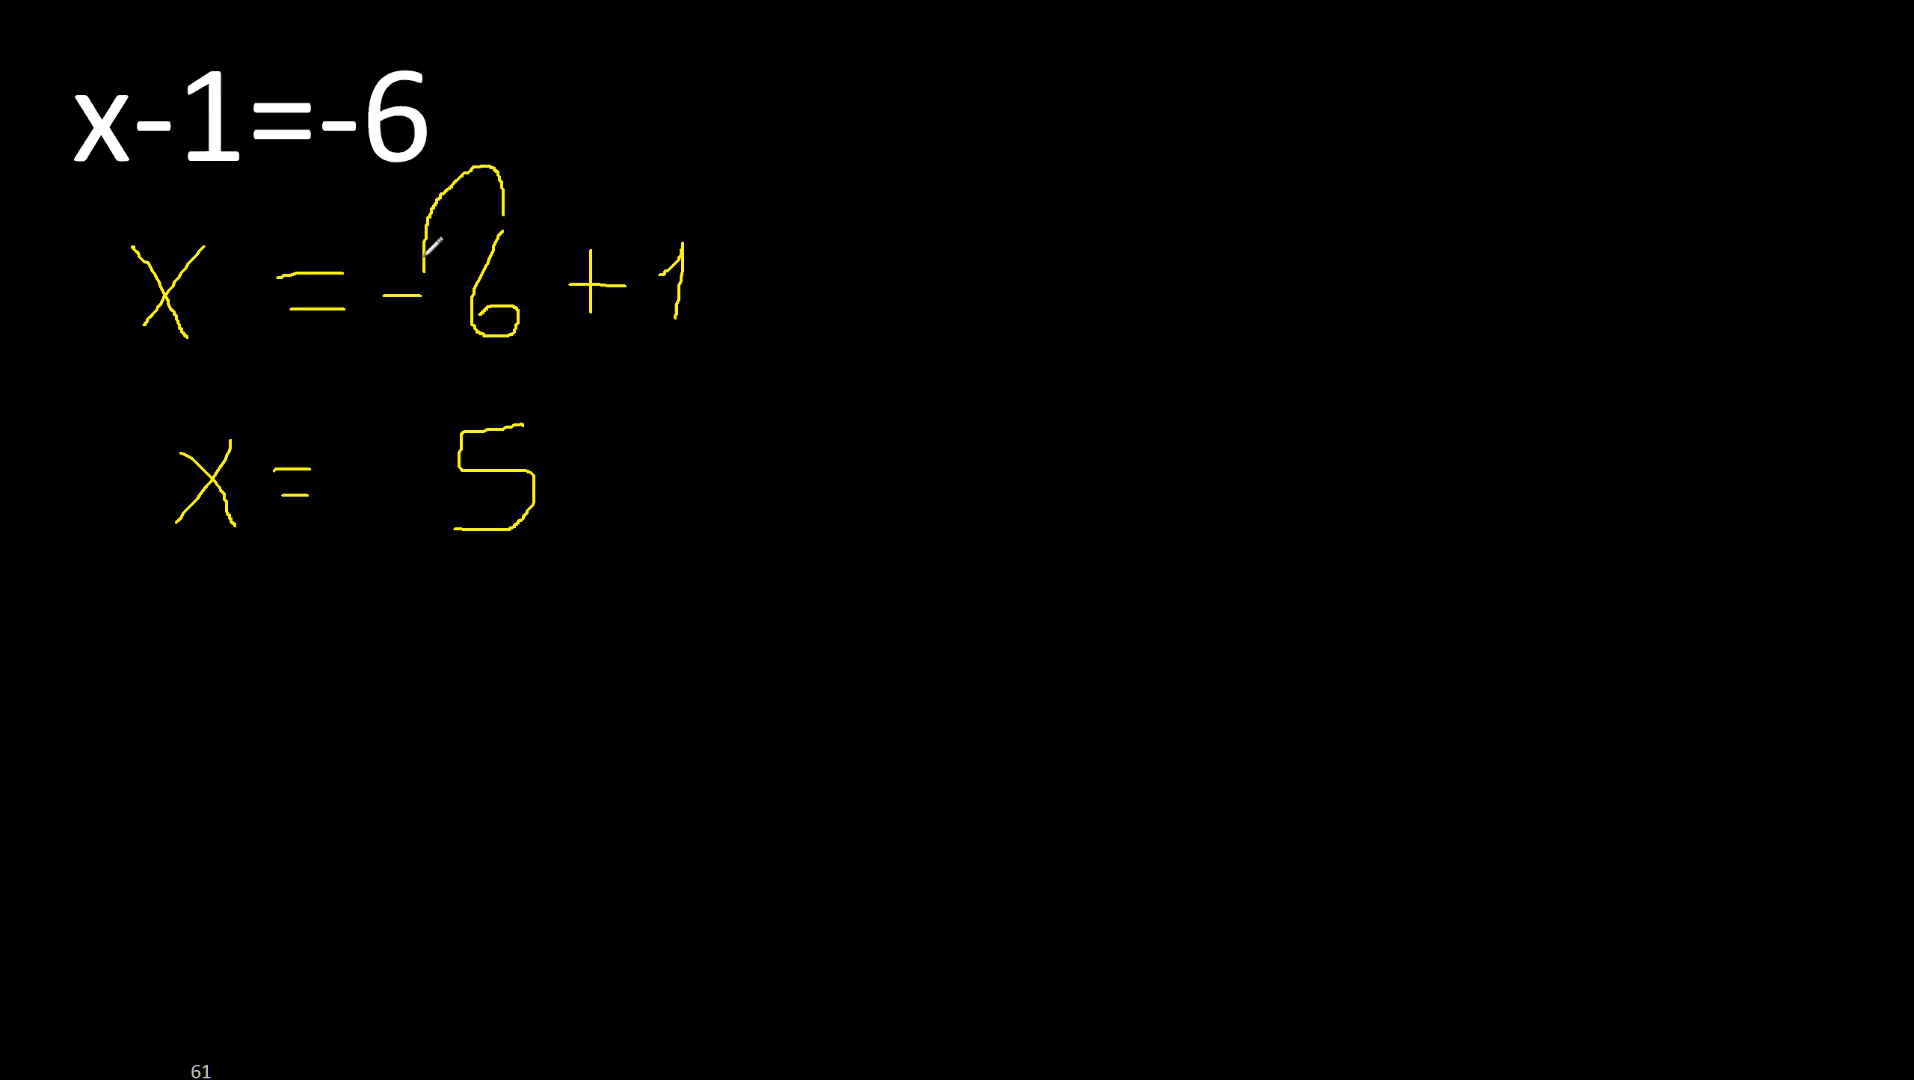 x-1=-6
x = -6 + 1
x = 5
61